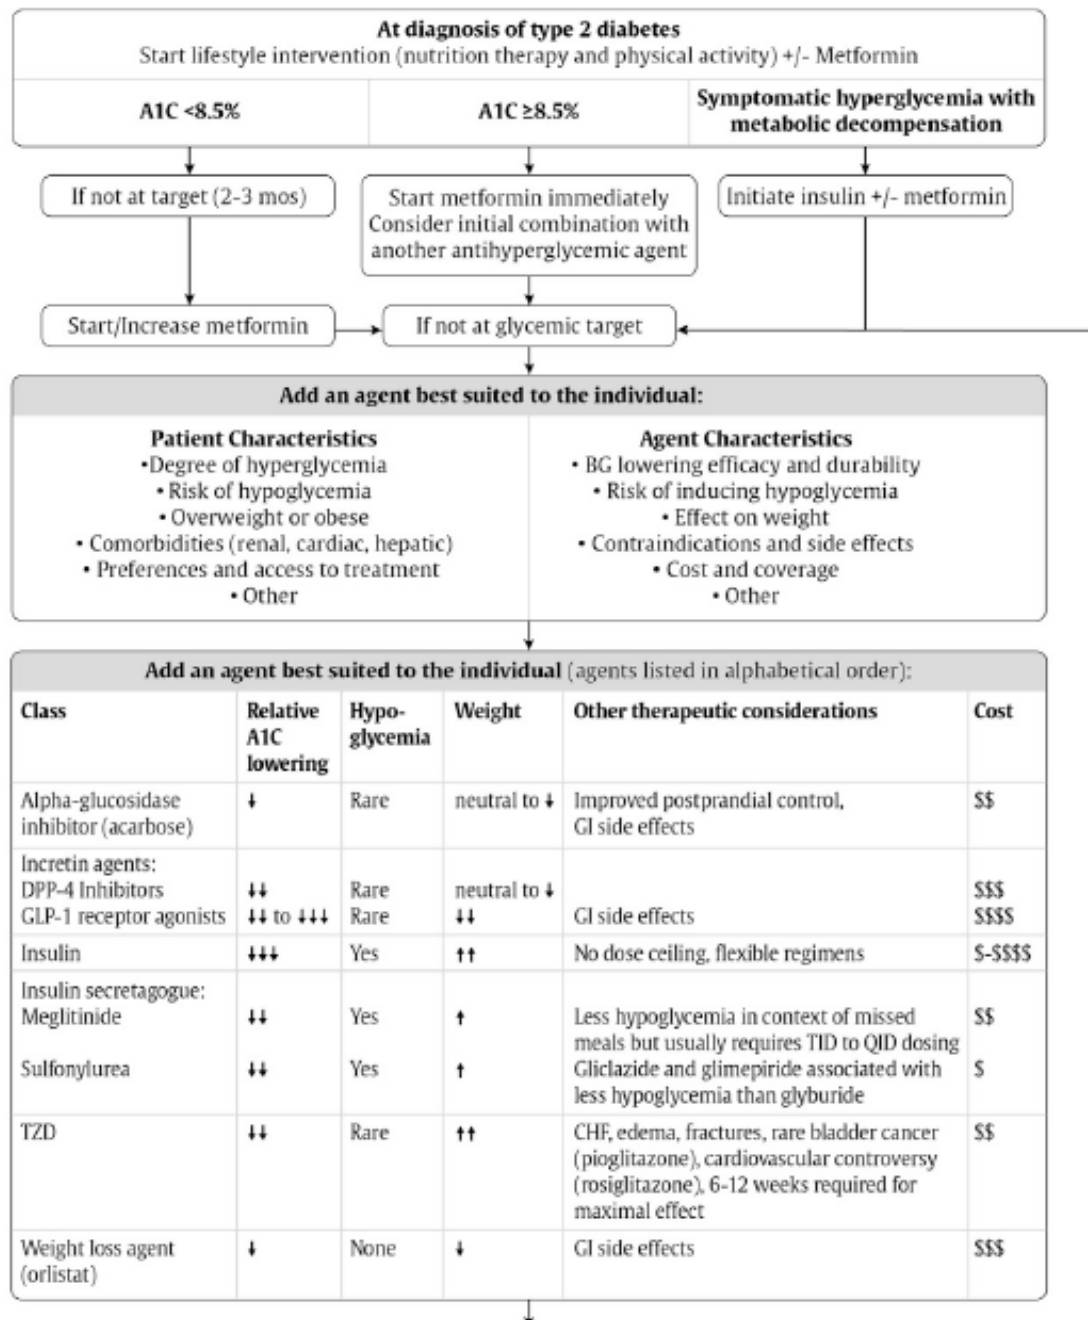 At diagnosis of type 2 diabetes
Start lifestyle intervention (nutrition therapy and physical activity) +/- Metformin
A1C <8.5%
A1C ≥8.5%
Symptomatic hyperglycemia with
metabolic decompensation
If not at target (2-3 mos)
Start metformin immediately
Consider initial combination with
another antihyperglycemic agent
Initiate insulin +/- metformin
Start/Increase metformin
If not at glycemic target
Add an agent best suited to the individual:
Patient Characteristics
•Degree of hyperglycemia
• Risk of hypoglycemia
• Overweight or obese
• Comorbidities (renal, cardiac, hepatic)
• Preferences and access to treatment
• Other
Agent Characteristics
• BG lowering efficacy and durability
• Risk of inducing hypoglycemia
• Effect on weight
• Contraindications and side effects
• Cost and coverage
• Other
Add an agent best suited to the individual (agents listed in alphabetical order):
Class Relative A1C lowering Hypo-glycemia Weight Other therapeutic considerations Cost
Alpha-glucosidase ↓ Rare neutral to ↓ Improved postprandial control, $$
inhibitor (acarbose) GI side effects
Incretin agents:
DPP-4 Inhibitors ↓↓ Rare neutral to ↓ $$$
GLP-1 receptor agonists ↓↓ to ↓↓↓ Rare ↓↓ GI side effects $$$$
Insulin ↓↓↓ Yes ↑↑ No dose ceiling, flexible regimens $-$$$$
Insulin secretagogue:
Meglitinide ↓↓ Yes ↑ Less hypoglycemia in context of missed $$
meals but usually requires TID to QID dosing
Sulfonylurea ↓↓ Yes ↑ Gliclazide and glimepiride associated with $
less hypoglycemia than glyburide
TZD ↓↓ Rare ↑↑ CHF, edema, fractures, rare bladder cancer $$
(pioglitazone), cardiovascular controversy
(rosiglitazone), 6-12 weeks required for
maximal effect
Weight loss agent ↓ None ↓ GI side effects $$$
(orlistat)